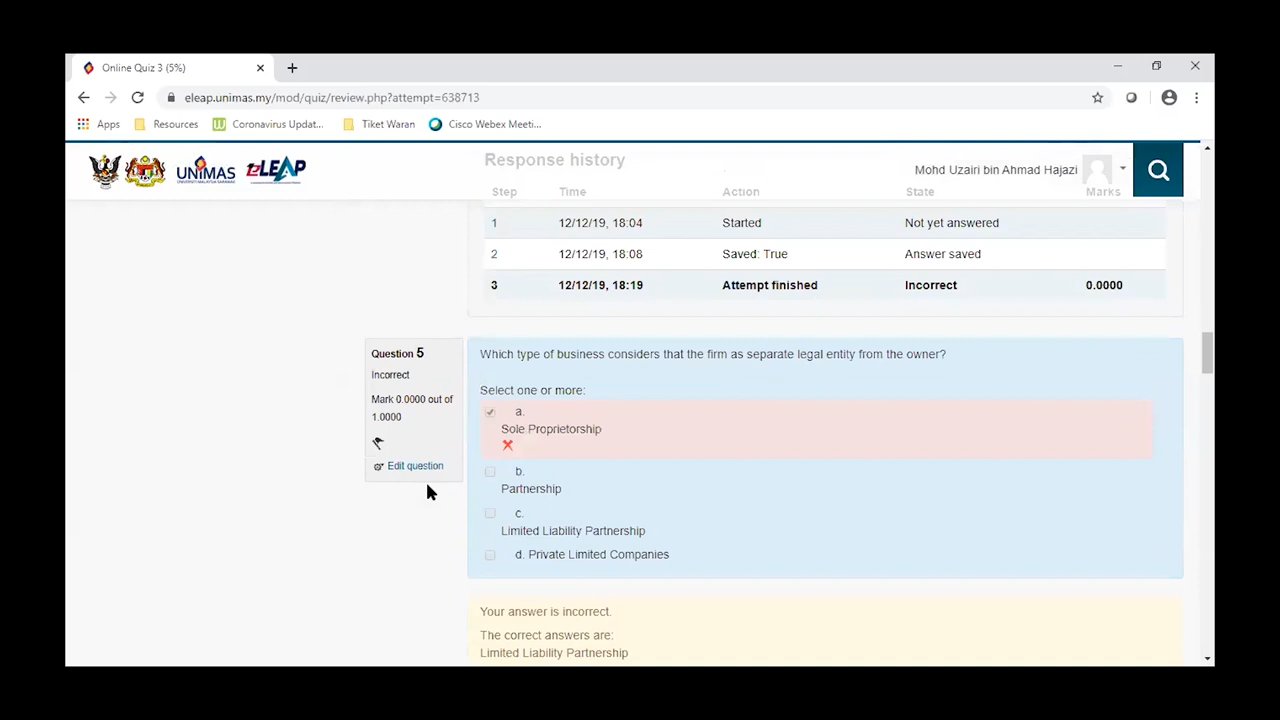 Online Quiz 3 (5%)
eleap.unimas.my/mod/quiz/review.php?attempt=638713
Apps Resources Coronavirus Updat... Tiket Waran Cisco Webex Meeti...
UNIMAS eLEAP
Response history
Mohd Uzairi bin Ahmad Hajazi
Step Time Action State Marks
1 12/12/19, 18:04 Started Not yet answered
2 12/12/19, 18:08 Saved: True Answer saved
3 12/12/19, 18:19 Attempt finished Incorrect 0.0000
Question 5
Incorrect
Mark 0.0000 out of
1.0000
Edit question
Which type of business considers that the firm as separate legal entity from the owner?
Select one or more:
a.
Sole Proprietorship
b.
Partnership
c.
Limited Liability Partnership
d. Private Limited Companies
Your answer is incorrect.
The correct answers are:
Limited Liability Partnership